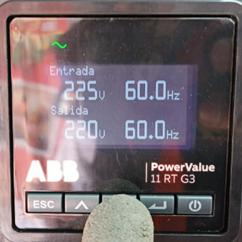 Entrada
225V 60.0Hz
Salida
220V 60.0Hz
ABB
PowerValue
11 RT G3
ESC